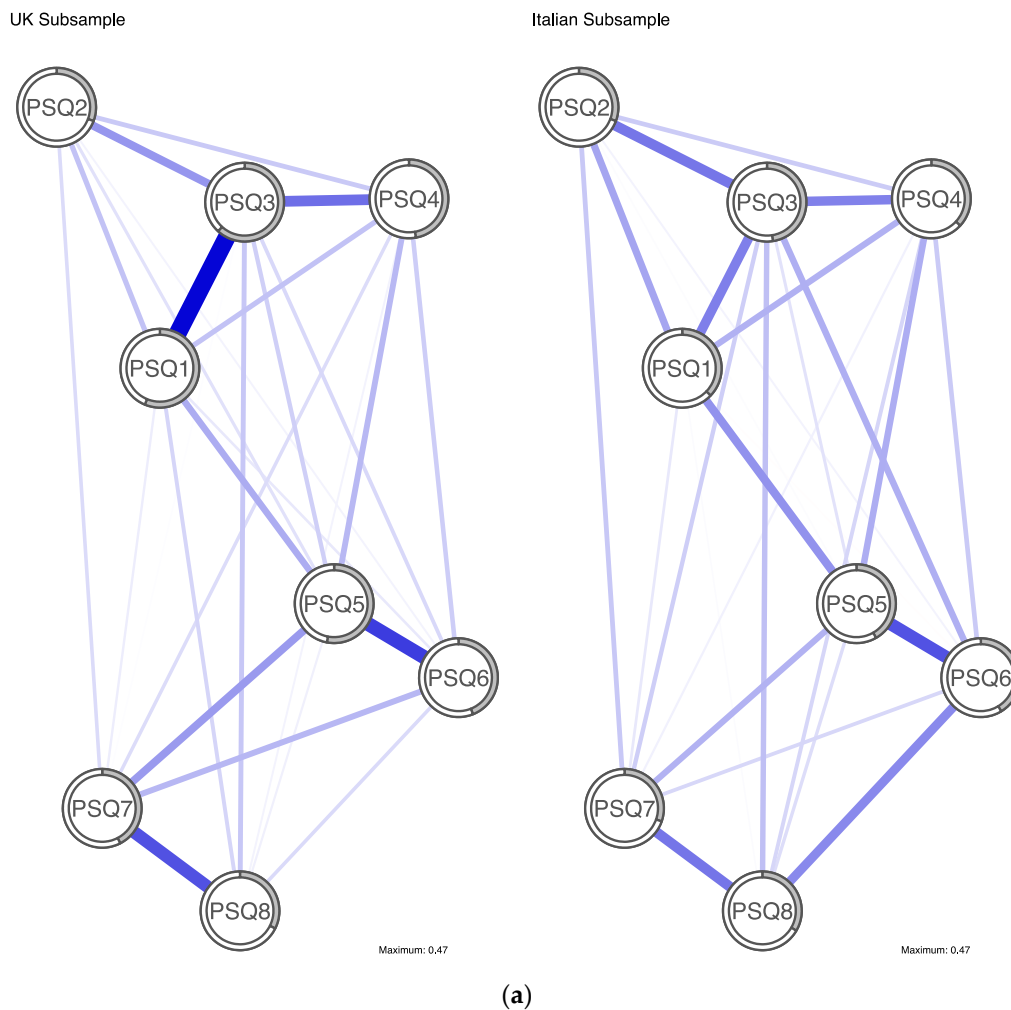 UK Subsample
Italian Subsample
PSQ2
PSQ3
PSQ4
PSQ1
PSQ5
PSQ6
PSQ7
PSQ8
Maximum: 0.47
PSQ2
PSQ3
PSQ4
PSQ1
PSQ5
PSQ6
PSQ7
PSQ8
Maximum: 0.47
(a)